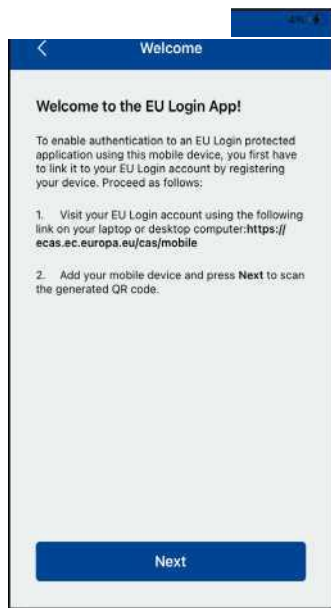 Welcome
Welcome to the EU Login App!
To enable authentication to an EU Login protected
application using this mobile device, you first have
to link it to your EU Login account by registering
your device. Proceed as follows:
1. Visit your EU Login account using the following
link on your laptop or desktop computer:https://
ecas.ec.europa.eu/cas/mobile
2. Add your mobile device and press Next to scan
the generated QR code.
Next